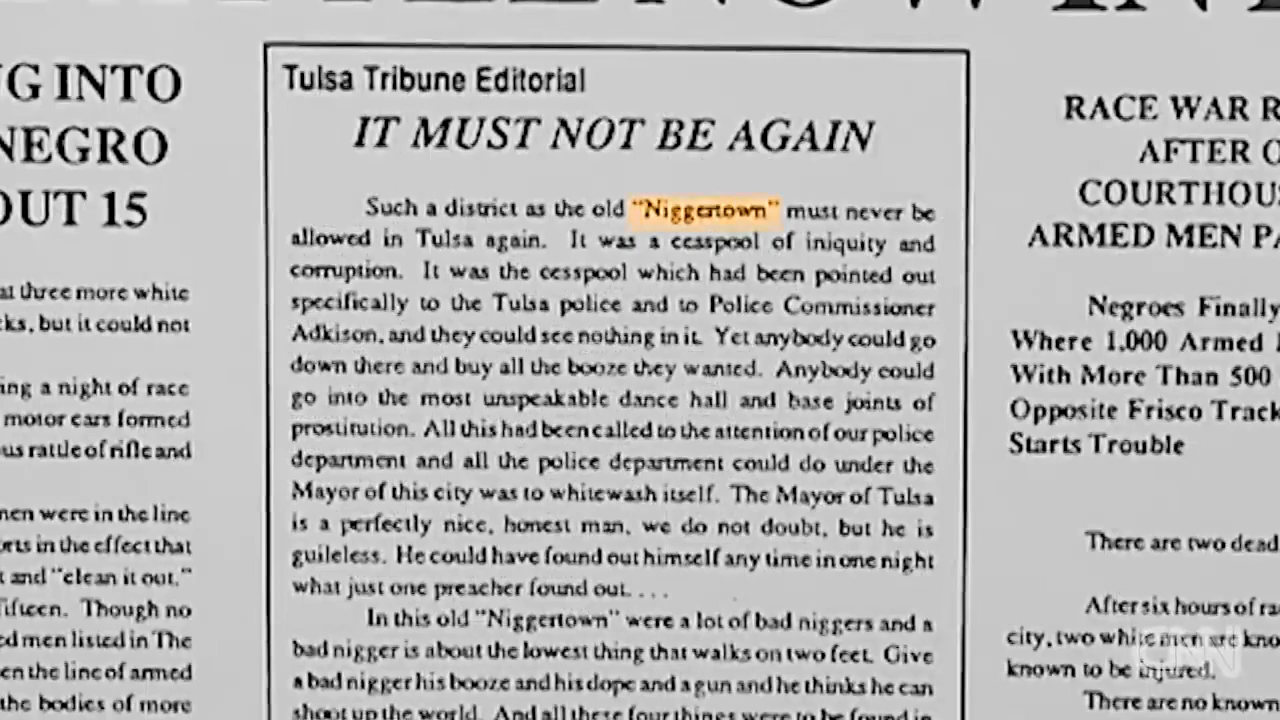 G INTO
NEGRO
OUT 15
at three more white
cks, but it could not
ing a night of race
motor cars formed
us rattle of rifle and
men were in the line
orts in the effect that
t and "clean it out."
fifteen. Though no
ed men listed in The
en the line of armed
the bodies of more
Tulsa Tribune Editorial
IT MUST NOT BE AGAIN
Such a district as the old "Niggertown" must never be
allowed in Tulsa again. It was a cesspool of iniquity and
corruption. It was the cesspool which had been pointed out
specifically to the Tulsa police and to Police Commissioner
Adkison, and they could see nothing in it. Yet anybody could go
down there and buy all the booze they wanted. Anybody could
go into the most unspeakable dance hall and base joints of
prostitution. All this had been called to the attention of our police
department and all the police department could do under the
Mayor of this city was to whitewash itself. The Mayor of Tulsa
is a perfectly nice, honest man, we do not doubt, but he is
guileless. He could have found out himself any time in one night
what just one preacher found out. . . .
In this old "Niggertown" were a lot of bad niggers and a
bad nigger is about the lowest thing that walks on two feet. Give
a bad nigger his booze and his dope and a gun and he thinks he can
shoot up the world. And all these four things were to be found in
RACE WAR R
AFTER
COURTHOU
ARMED MEN PA
Negroes Finally
Where 1,000 Armed
With More Than 500
Opposite Frisco Track
Starts Trouble
There are two dead
After six hours of ra
city, two white men are kno
known to be injured.
There are no known
CNN